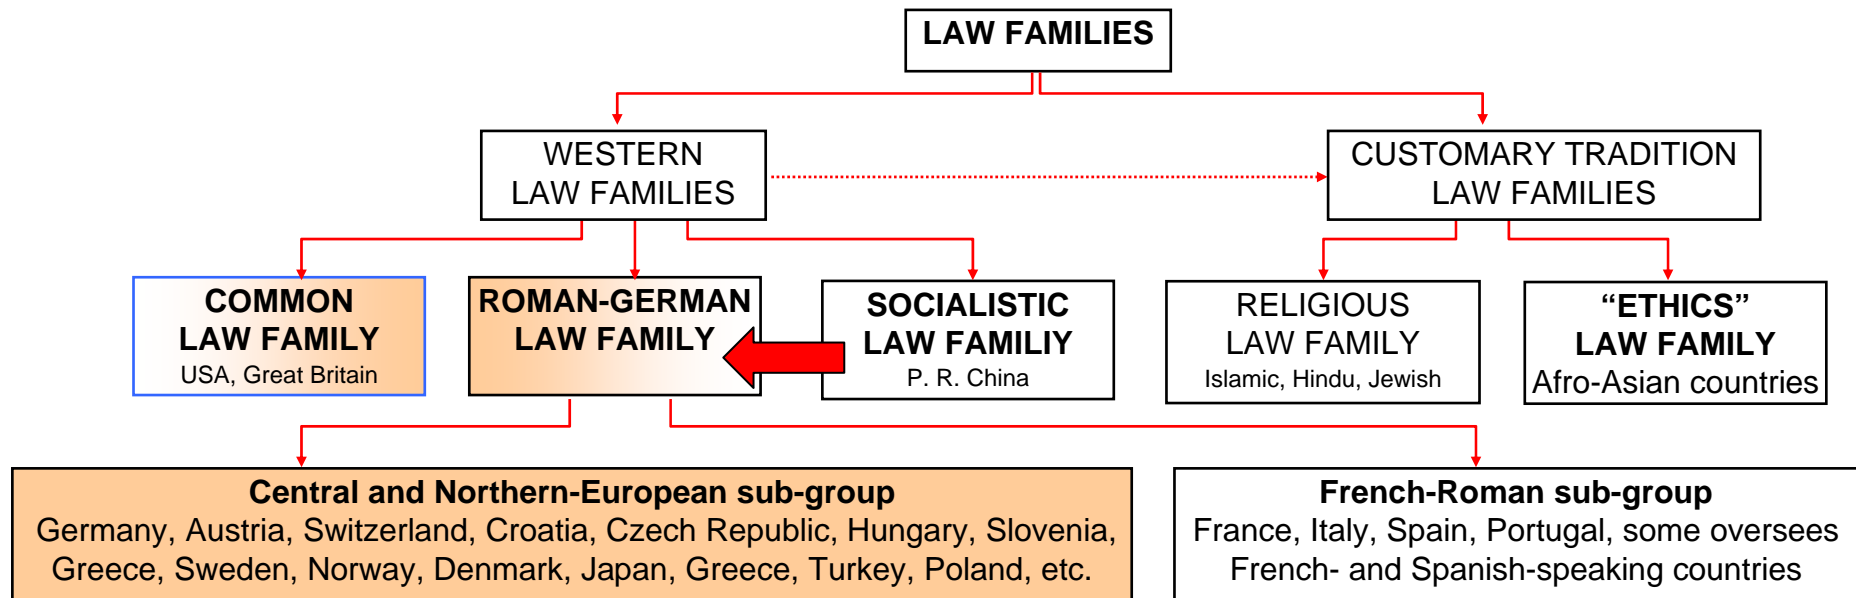 LAW FAMILIES
WESTERN
LAW FAMILIES
CUSTOMARY TRADITION
LAW FAMILIES
COMMON
LAW FAMILY
USA, Great Britain
ROMAN-GERMAN
LAW FAMILY
SOCIALISTIC
LAW FAMILIY
P. R. China
RELIGIOUS
LAW FAMILY
Islamic, Hindu, Jewish
“ETHICS”
LAW FAMILY
Afro-Asian countries
Central and Northern-European sub-group
Germany, Austria, Switzerland, Croatia, Czech Republic, Hungary, Slovenia,
Greece, Sweden, Norway, Denmark, Japan, Greece, Turkey, Poland, etc.
French-Roman sub-group
France, Italy, Spain, Portugal, some oversees
French- and Spanish-speaking countries